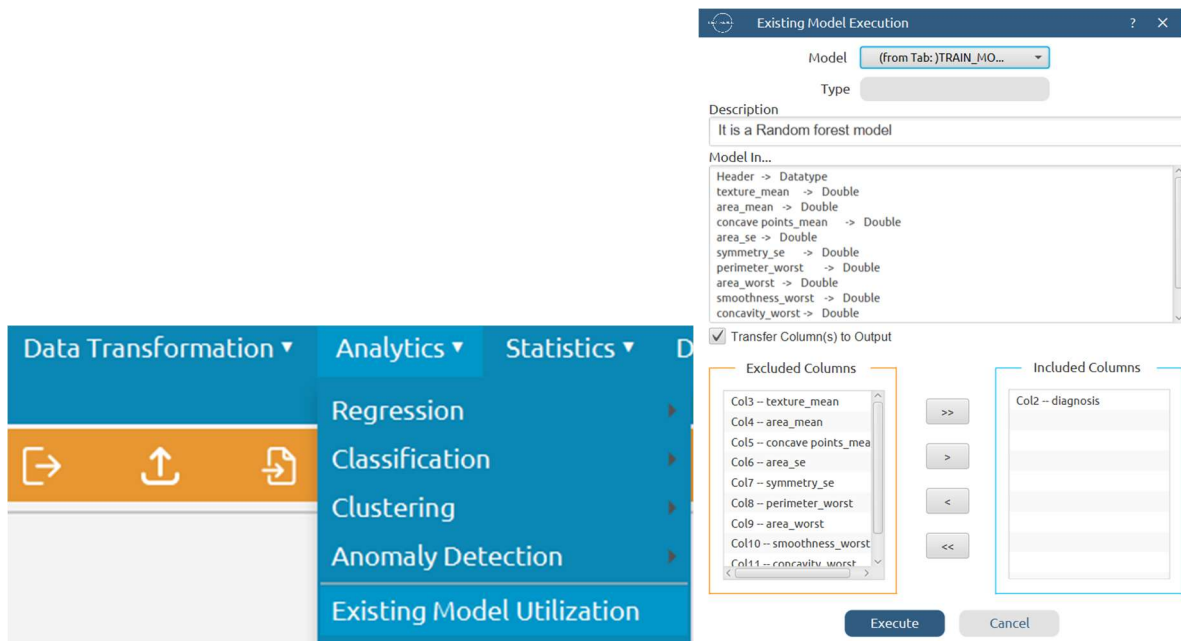 Data Transformation ▼ Analytics ▼ Statistics ▼ D
Regression
Classification
Clustering
Anomaly Detection
Existing Model Utilization
Existing Model Execution ? ✕
Model (from Tab: )TRAIN_MO...
Type
Description
It is a Random forest model
Model In...
Header -> Datatype
texture_mean -> Double
area_mean -> Double
concave points_mean -> Double
area_se -> Double
symmetry_se -> Double
perimeter_worst -> Double
area_worst -> Double
smoothness_worst -> Double
concavity_worst -> Double
Transfer Column(s) to Output
Excluded Columns
Col3 -- texture_mean
Col4 -- area_mean
Col5 -- concave points_mea
Col6 -- area_se
Col7 -- symmetry_se
Col8 -- perimeter_worst
Col9 -- area_worst
Col10 -- smoothness_worst
Col11 -- concavity_worst
>>
>
<
<<
Included Columns
Col2 -- diagnosis
Execute Cancel